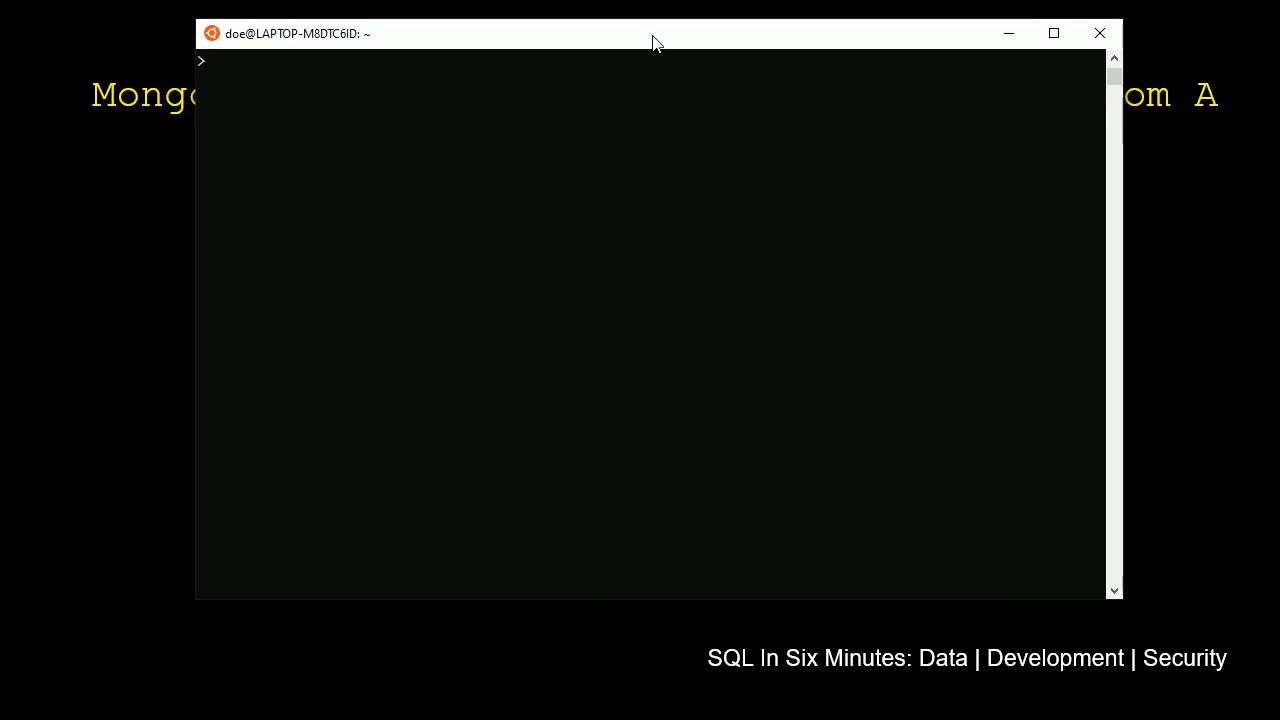 doe@LAPTOP-M8DTC6ID: ~
>
Mongo
om A
SQL In Six Minutes: Data | Development | Security